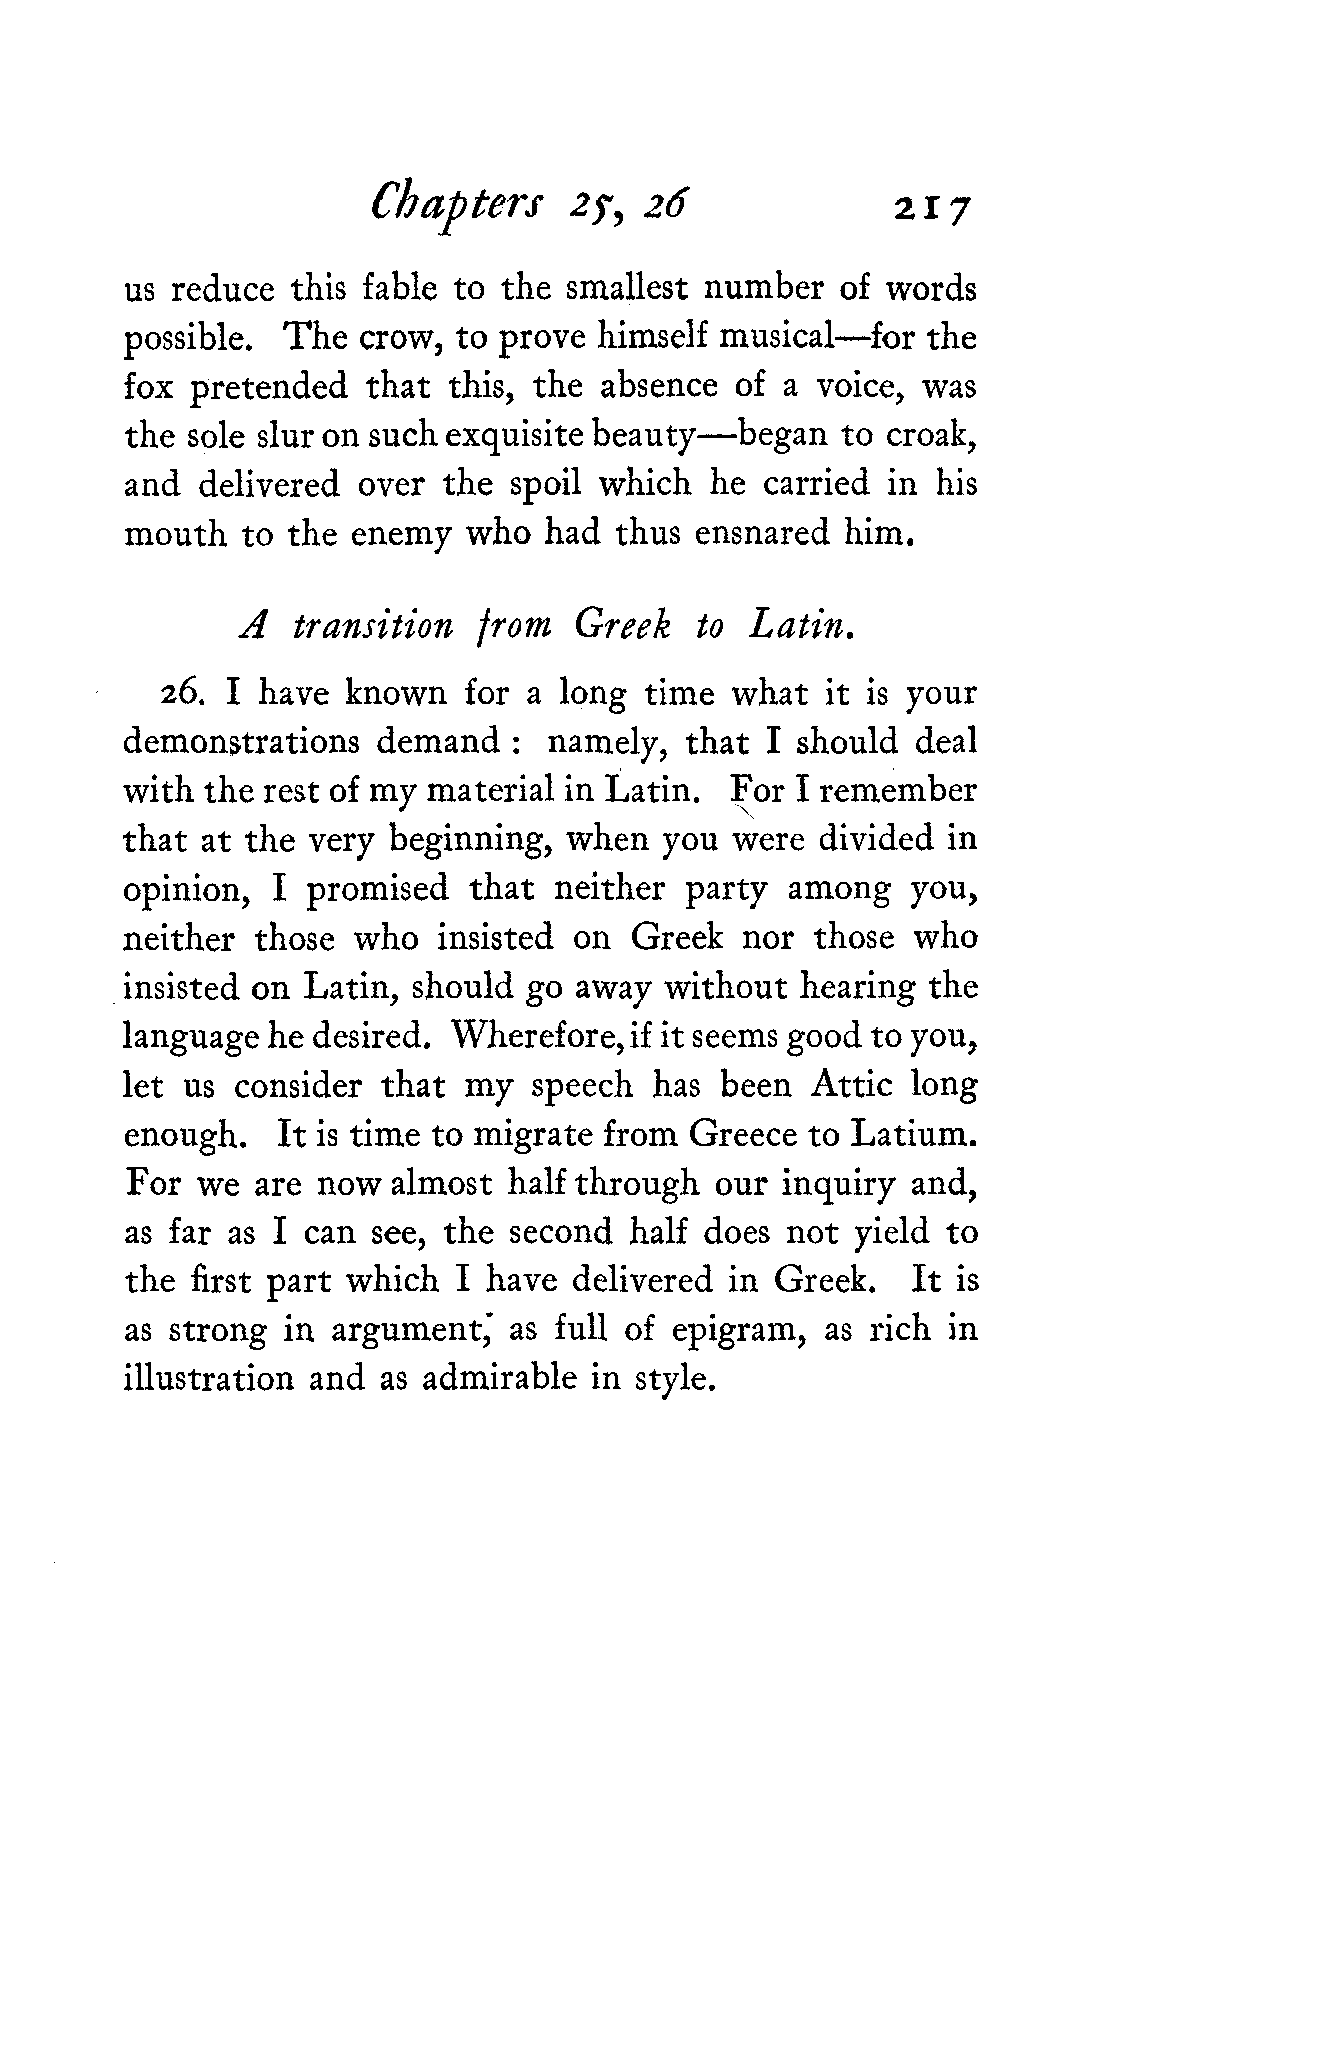 Chapters 25, 26 217
us reduce this fable to the smallest number of words
possible. The crow, to prove himself musical—for the
fox pretended that this, the absence of a voice, was
the sole slur on such exquisite beauty—began to croak,
and delivered over the spoil which he carried in his
mouth to the enemy who had thus ensnared him.
A transition from Greek to Latin.
26. I have known for a long time what it is your
demonstrations demand : namely, that I should deal
with the rest of my material in Latin. For I remember
that at the very beginning, when you were divided in
opinion, I promised that neither party among you,
neither those who insisted on Greek nor those who
insisted on Latin, should go away without hearing the
language he desired. Wherefore, if it seems good to you,
let us consider that my speech has been Attic long
enough. It is time to migrate from Greece to Latium.
For we are now almost half through our inquiry and,
as far as I can see, the second half does not yield to
the first part which I have delivered in Greek. It is
as strong in argument, as full of epigram, as rich in
illustration and as admirable in style.